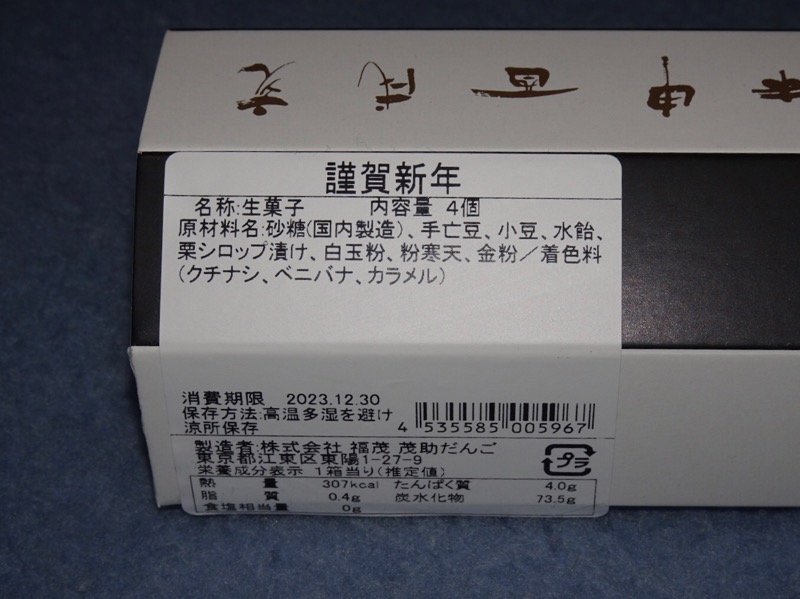 謹賀新年
名称:生菓子 内容量 4個
原材料名:砂糖(国内製造)、手亡豆、小豆、水飴、
栗シロップ漬け、白玉粉、粉寒天、金粉／着色料
(クチナシ、ベニバナ、カラメル)
消費期限 2023.12.30
保存方法:高温多湿を避け
涼所保存
4 535585 005967
製造者:株式会社 福茂 茂助だんご
東京都江東区東陽1-27-9
プラ
栄養成分表示 1箱当り(推定値)
熱量 307kcal たんぱく質 4.0g
脂質 0.4g 炭水化物 73.5g
食塩相当量 0g